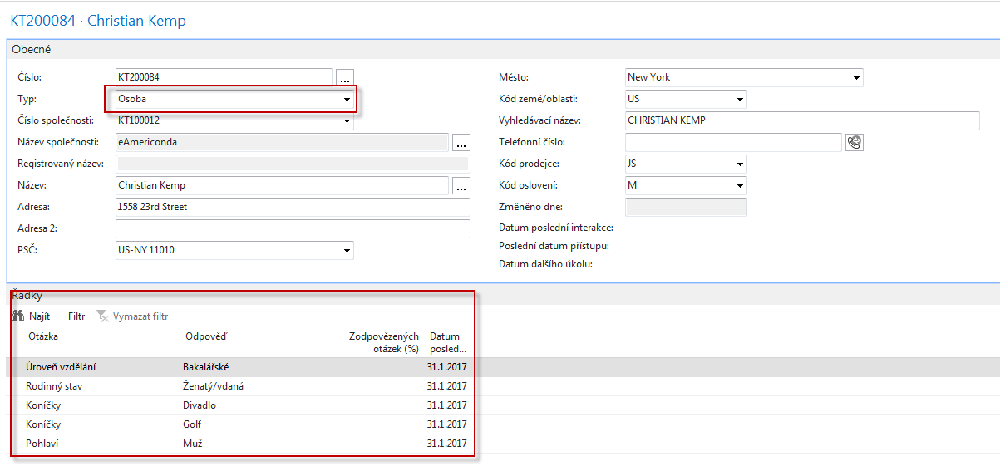 KT200084 · Christian Kemp
Obecné
Číslo: KT200084 ...
Typ: Osoba
Číslo společnosti: KT100012
Název společnosti: eAmericonda ...
Registrovaný název:
Název: Christian Kemp ...
Adresa: 1558 23rd Street
Adresa 2:
PSČ: US-NY 11010
Město: New York
Kód země/oblasti: US
Vyhledávací název: CHRISTIAN KEMP
Telefonní číslo:
Kód prodejce: JS
Kód oslovení: M
Změněno dne:
Datum poslední interakce:
Poslední datum přístupu:
Datum dalšího úkolu:
Řádky
Najít Filtr Vymazat filtr
Otázka Odpověď Zodpovězených otázek (%) Datum posled...
Úroveň vzdělání Bakalářské 31.1.2017
Rodinný stav Ženatý/vdaná 31.1.2017
Koníčky Divadlo 31.1.2017
Koníčky Golf 31.1.2017
Pohlaví Muž 31.1.2017